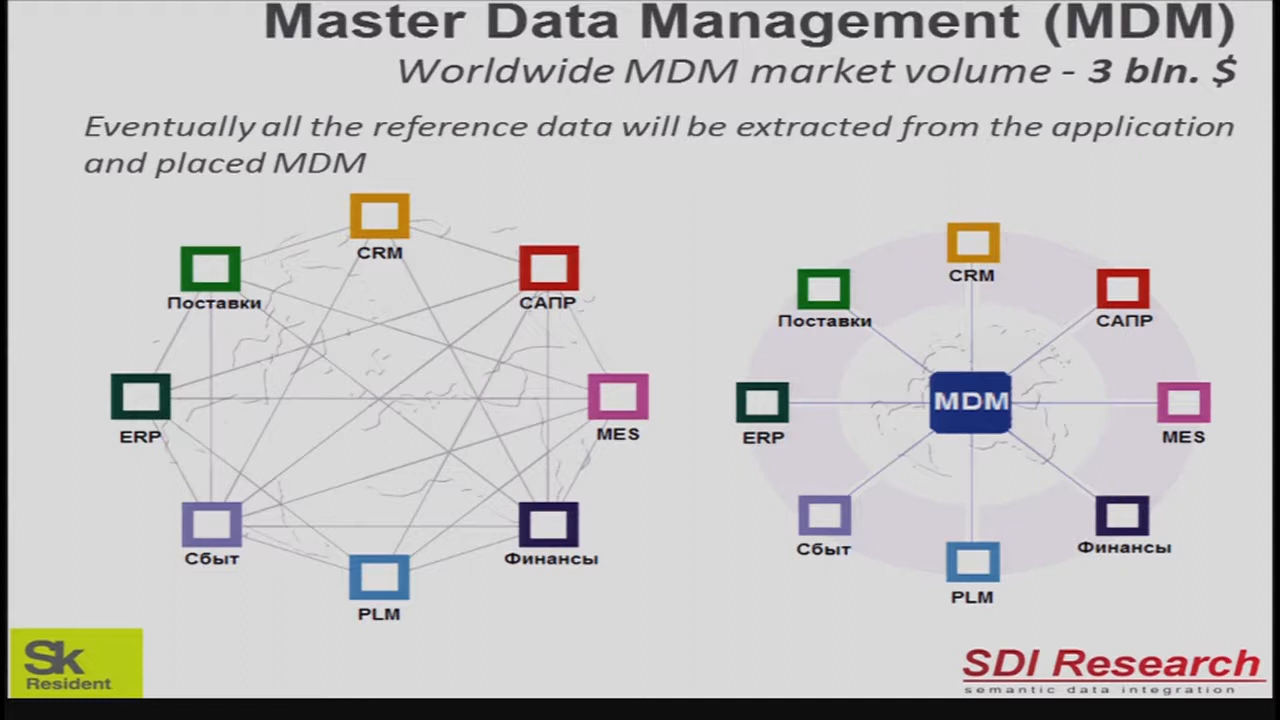 Master Data Management (MDM)
Worldwide MDM market volume - 3 bln. $
Eventually all the reference data will be extracted from the application
and placed MDM
CRM
Поставки
САПР
ERP
MES
Сбыт
Финансы
PLM
CRM
Поставки
САПР
MDM
ERP
MES
Сбыт
Финансы
PLM
Sk
Resident
SDI Research
semantic data integration